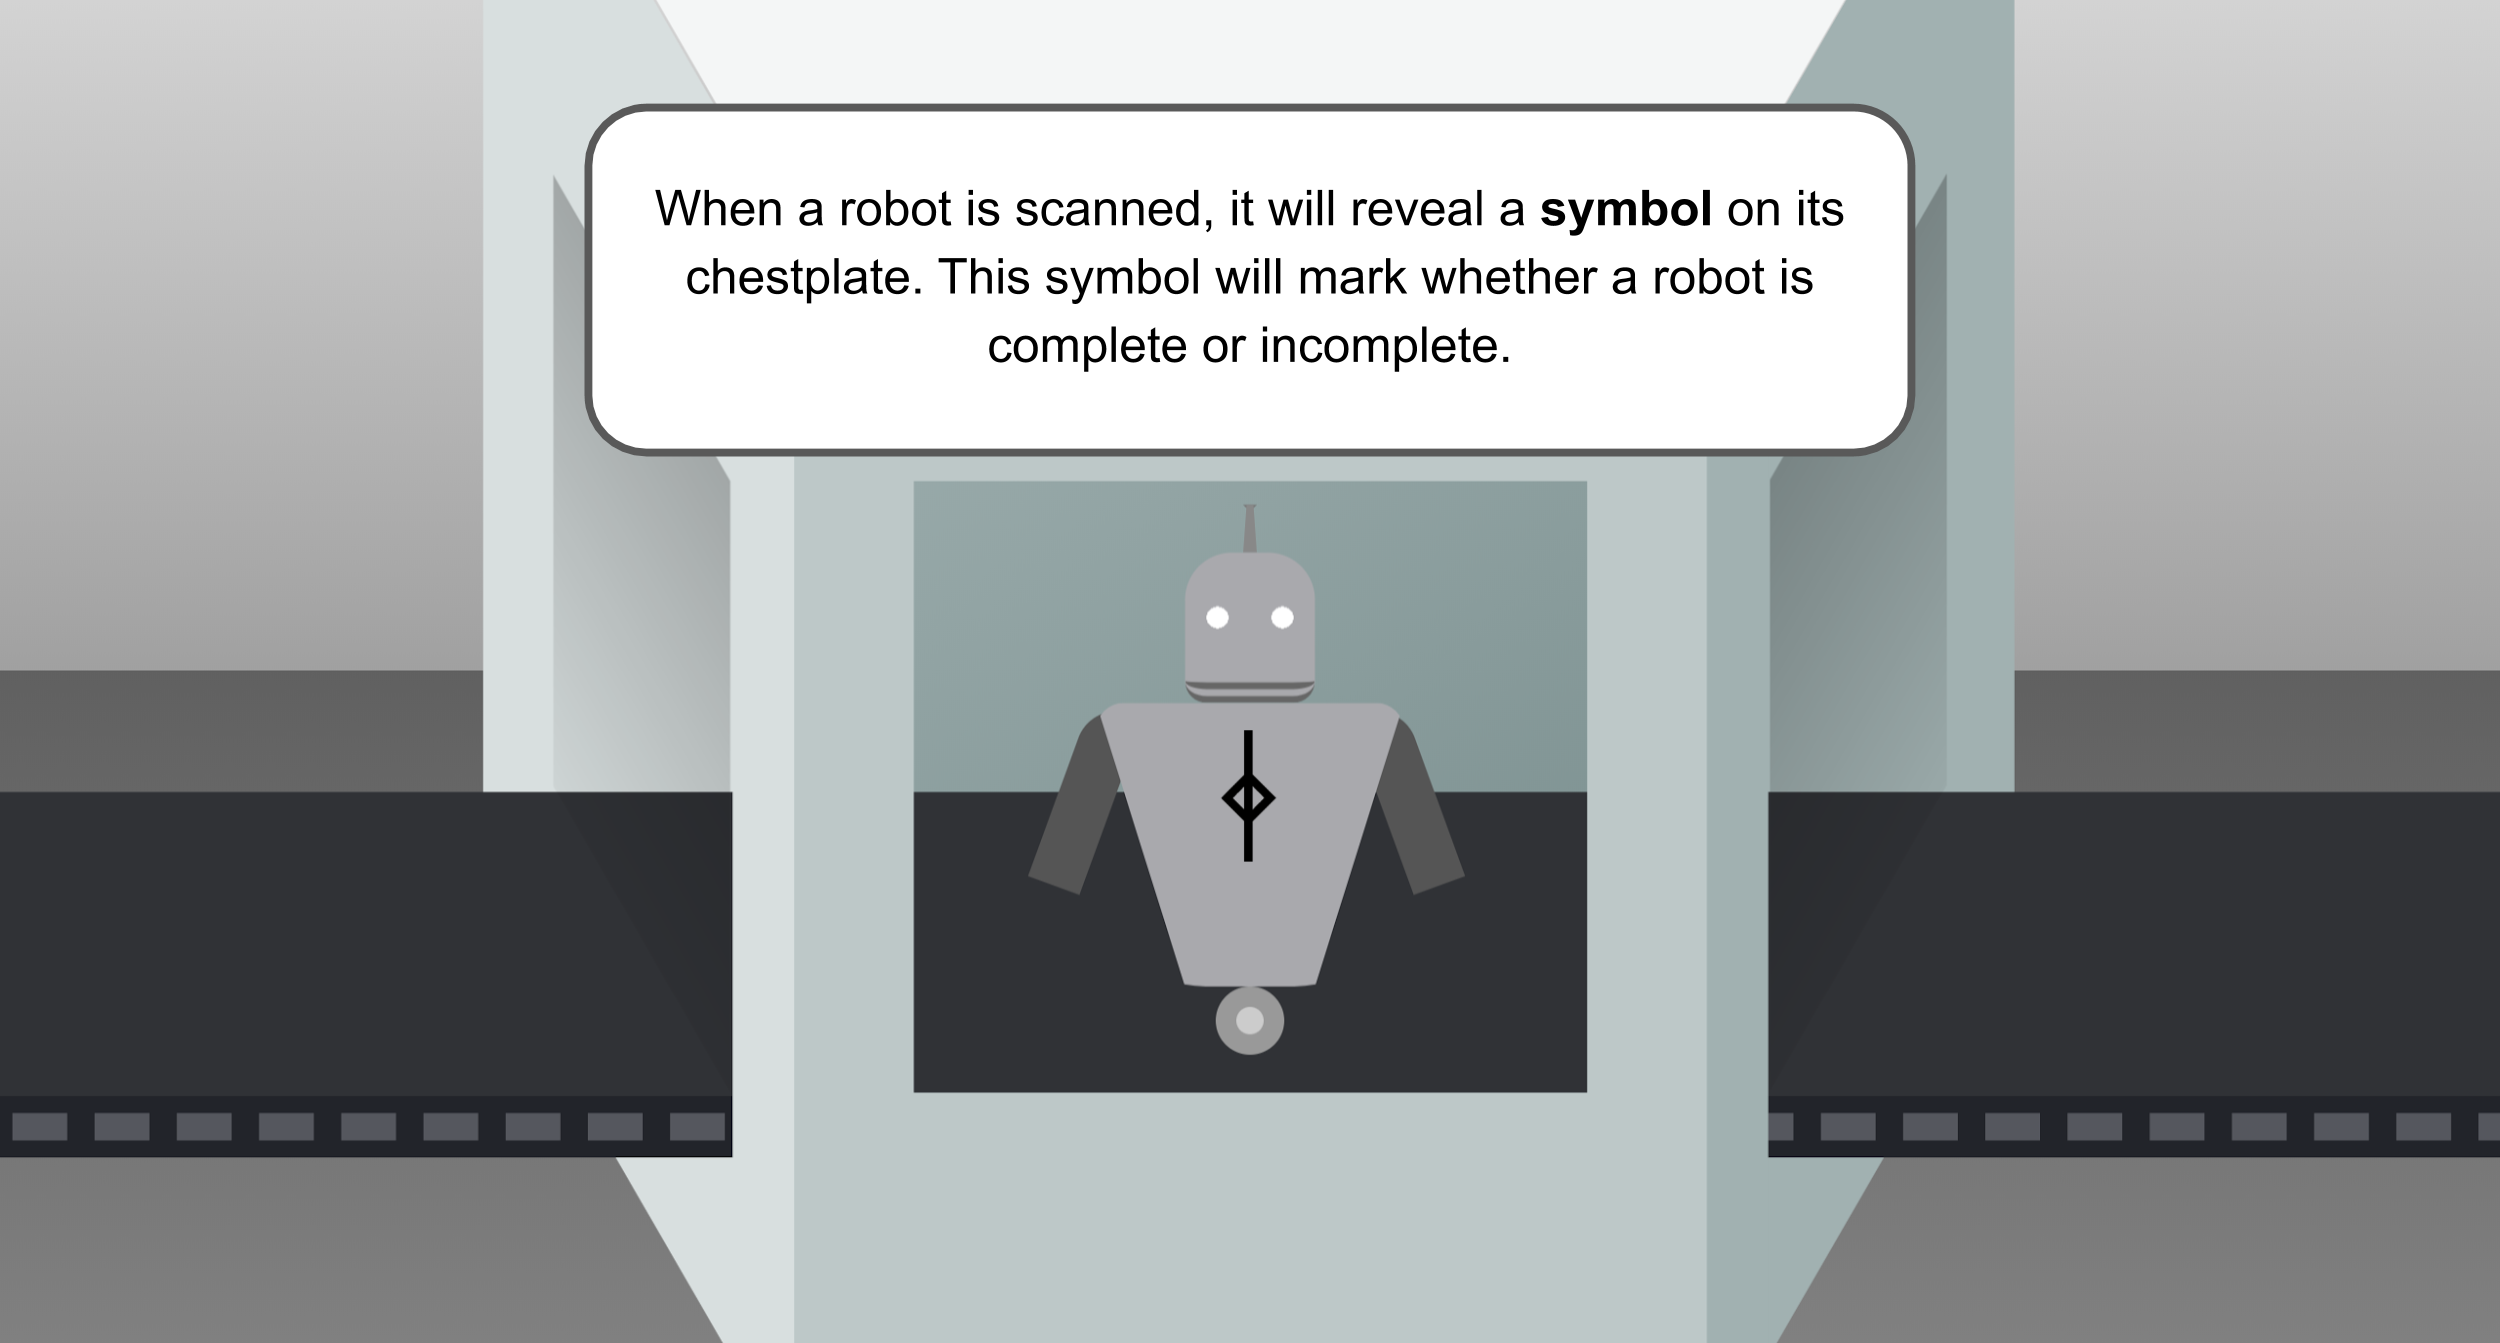 When a robot is scanned, it will reveal a symbol on its
chestplate. This symbol will mark whether a robot is
complete or incomplete.